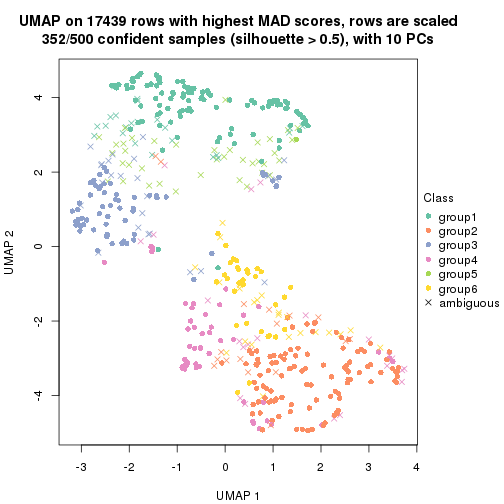 UMAP on 17439 rows with highest MAD scores, rows are scaled
352/500 confident samples (silhouette > 0.5), with 10 PCs
4
2
0
-2
-4
UMAP 2
-3 -2 -1 0 1 2 3 4
UMAP 1
Class
group1
group2
group3
group4
group5
group6
ambiguous